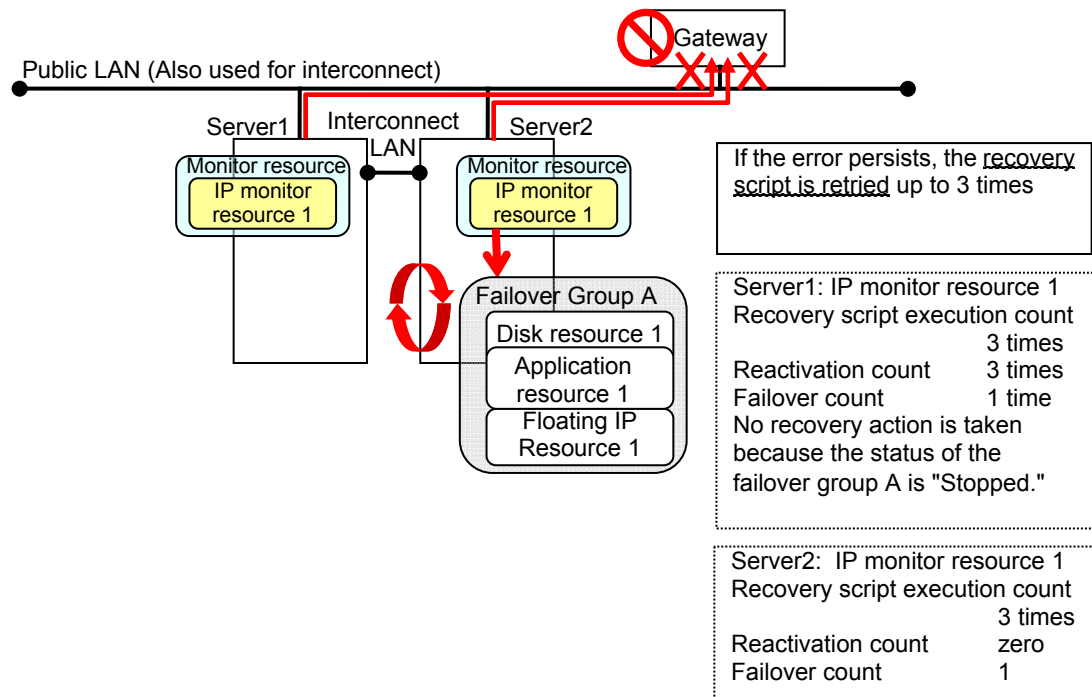 Gateway
Public LAN (Also used for interconnect)
Server1
Interconnect
LAN
Server2
Monitor resource
IP monitor
resource 1
Monitor resource
IP monitor
resource 1
Failover Group A
Disk resource 1
Application
resource 1
Floating IP
Resource 1
If the error persists, the recovery
script is retried up to 3 times
Server1: IP monitor resource 1
Recovery script execution count
3 times
Reactivation count 3 times
Failover count 1 time
No recovery action is taken
because the status of the
failover group A is "Stopped."
Server2: IP monitor resource 1
Recovery script execution count
3 times
Reactivation count zero
Failover count 1